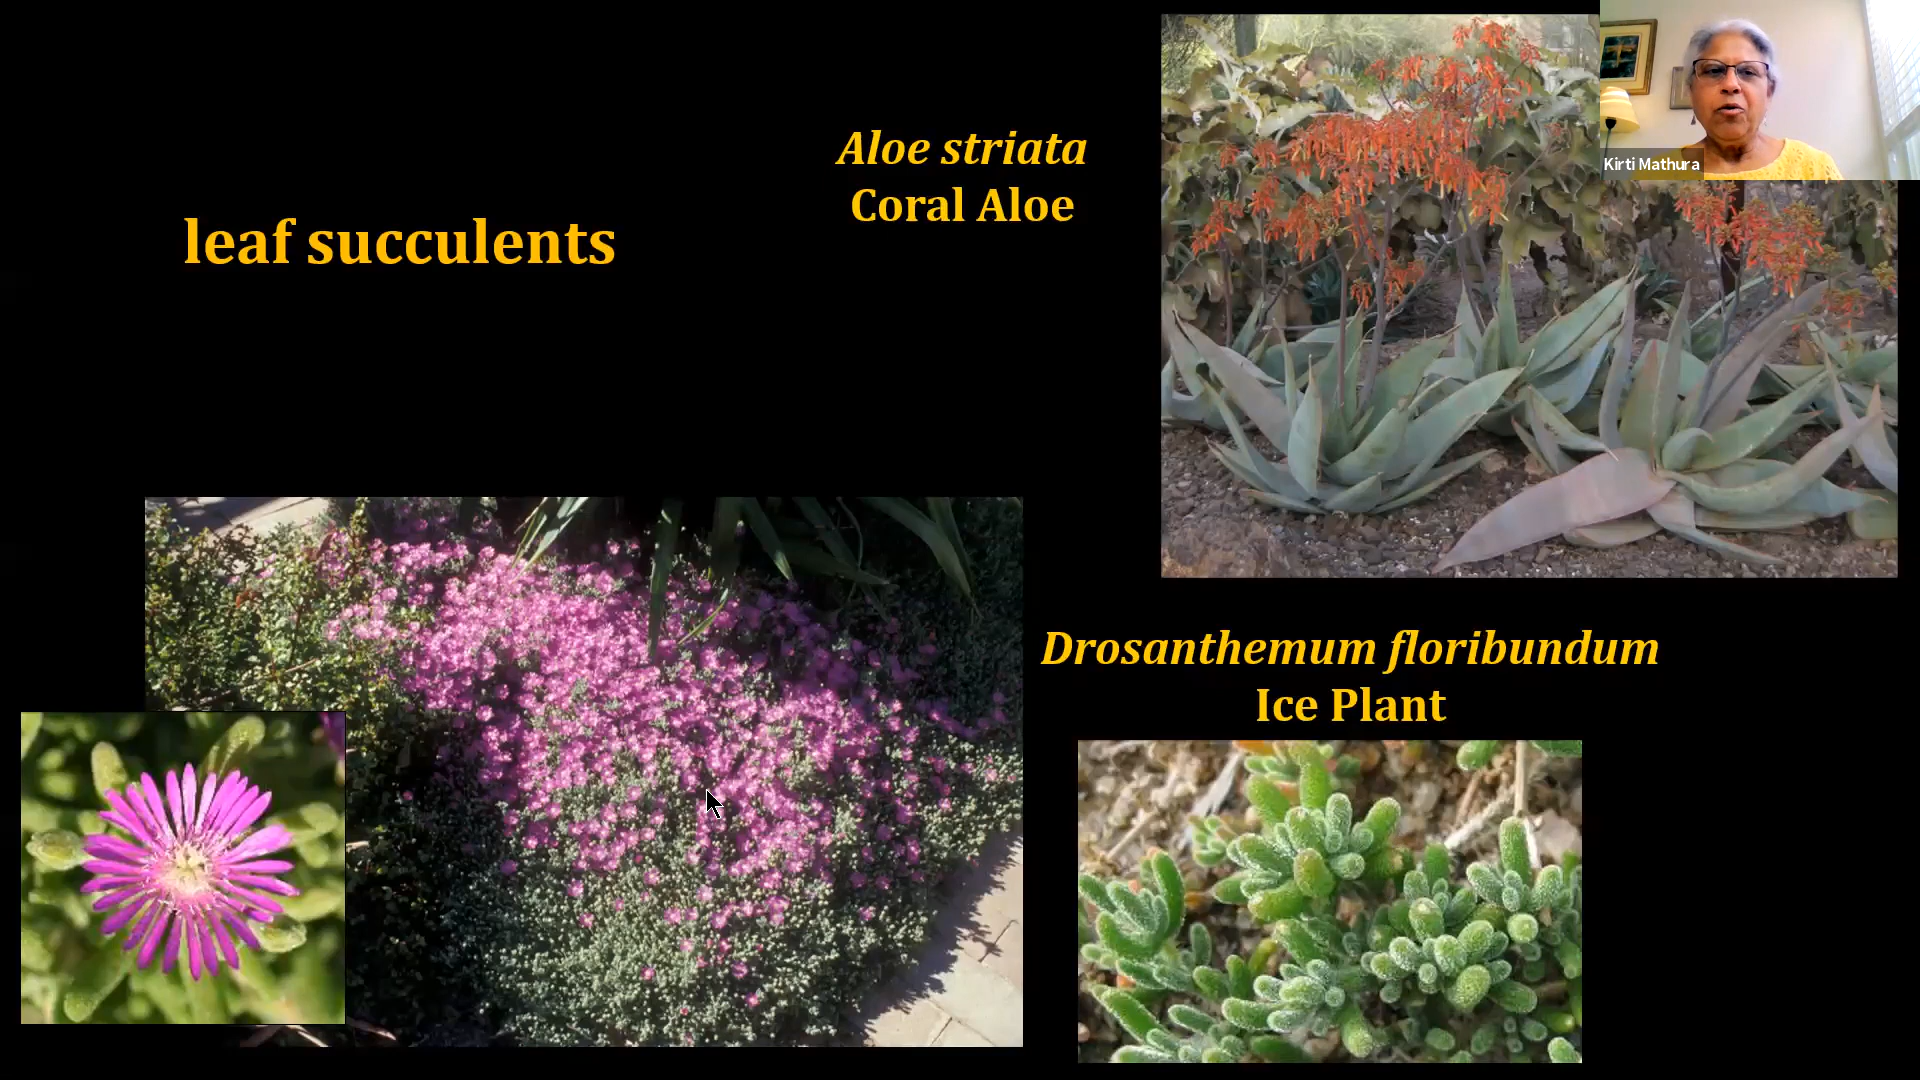 leaf succulents
Aloe striata
Coral Aloe
Kirti Mathura
Drosanthemum floribundum
Ice Plant